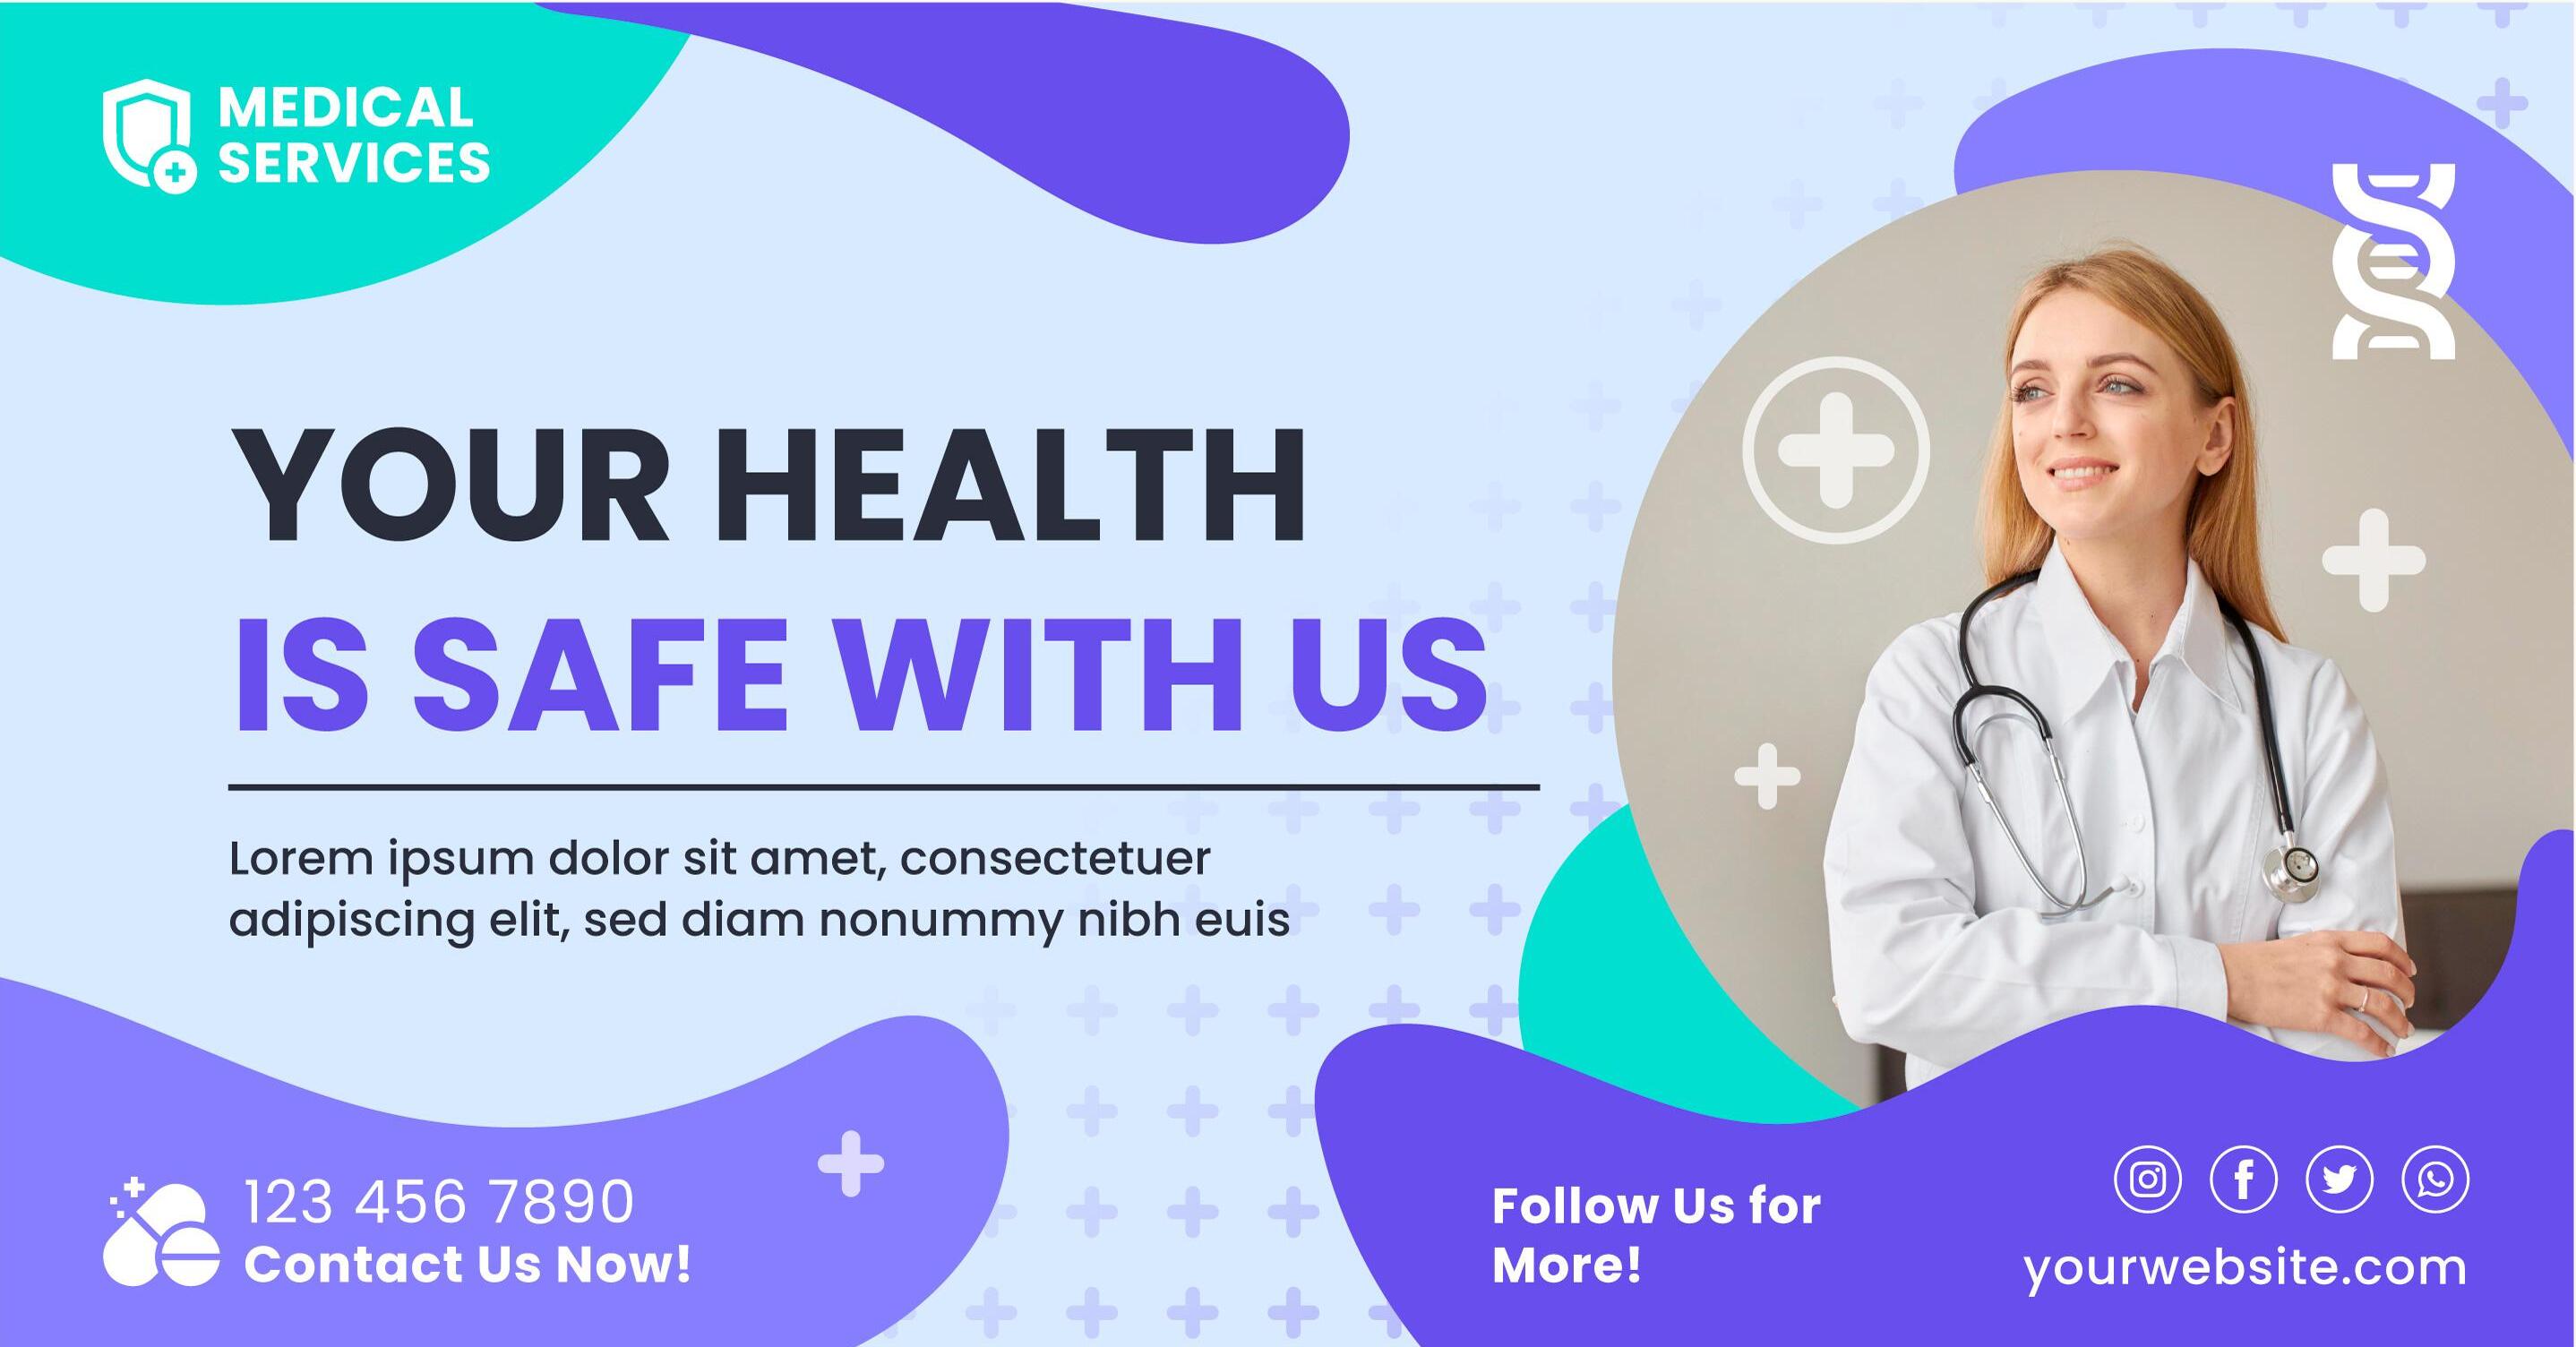 MEDICAL
SERVICES
YOUR HEALTH
IS SAFE WITH US
Lorem ipsum dolor sit amet, consectetuer
adipiscing elit, sed diam nonummy nibh euis
123 456 7890
Contact Us Now!
Follow Us for
More!
yourwebsite.com